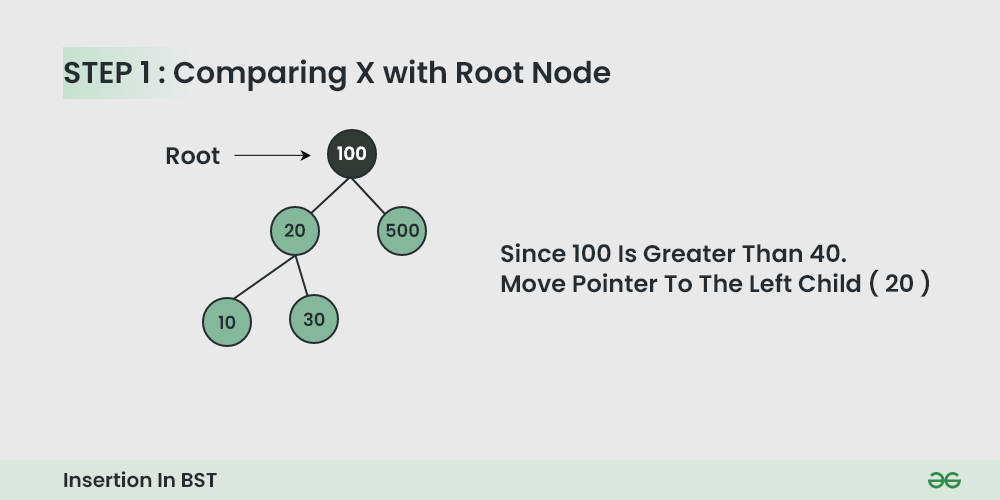 STEP 1 : Comparing X with Root Node
Root
100
20
500
10
30
Since 100 Is Greater Than 40.
Move Pointer To The Left Child ( 20 )
Insertion In BST